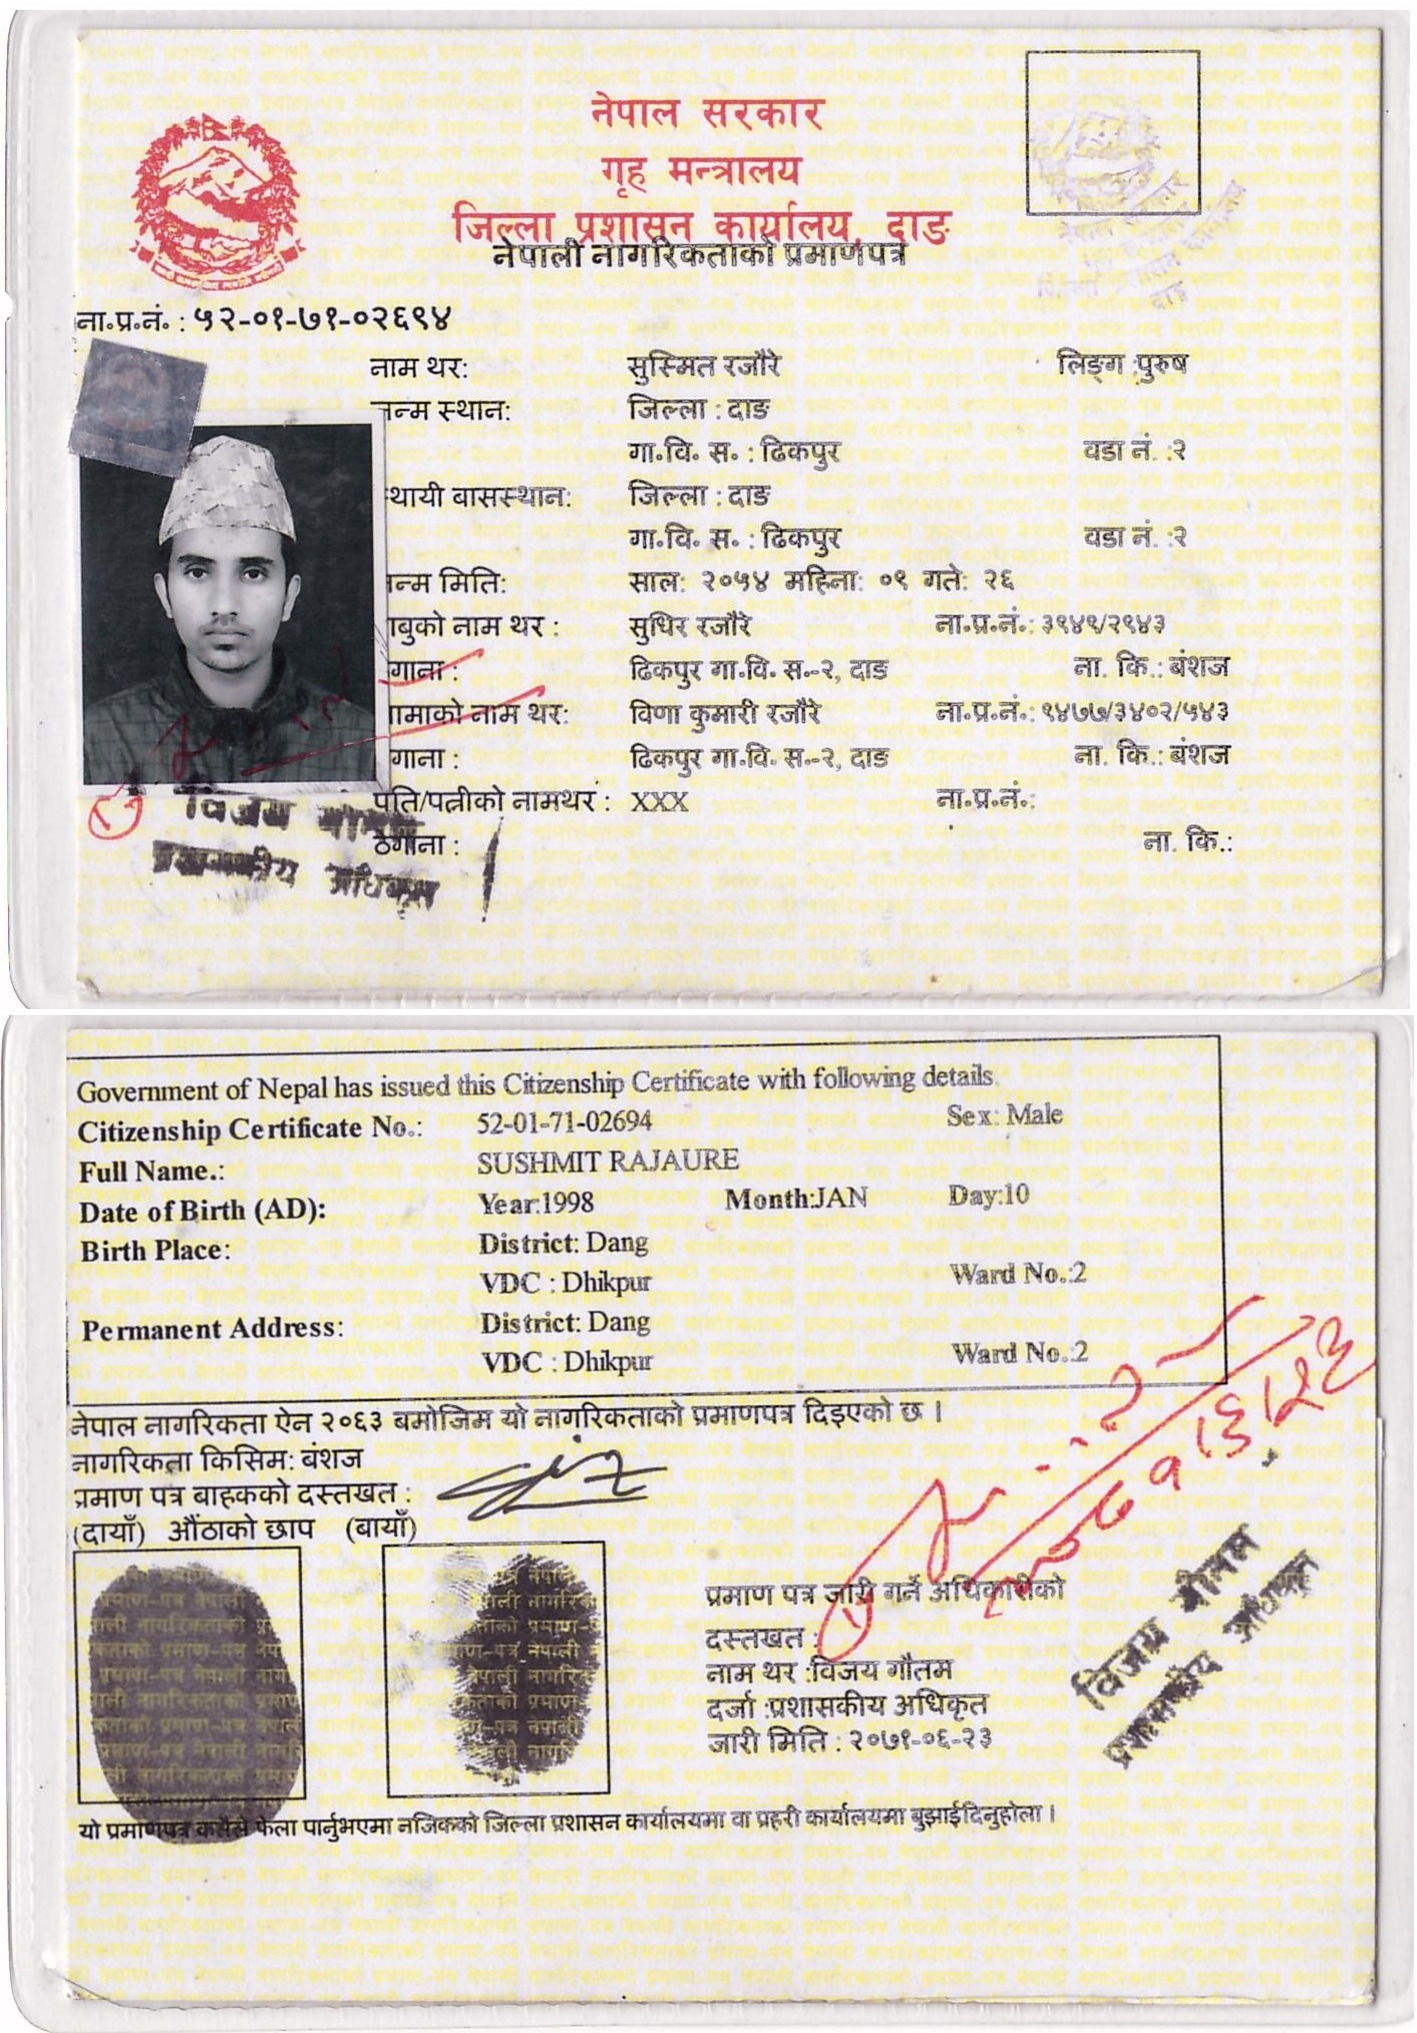 नेपाल सरकार
गृह मन्त्रालय
जिल्ला प्रशासन कार्यालय, दाङ
नेपाली नागरिकताको प्रमाणपत्र
ना॰प्र॰नं॰ : ५२-०१-७१-०२६९४
नाम थर: सुस्मित रजौरे लिङ्ग :पुरुष
न्म स्थान: जिल्ला : दाङ
गा॰वि॰ स॰ : ढिकपुर वडा नं. :२
थायी बासस्थान: जिल्ला : दाङ
गा॰वि॰ स॰ : ढिकपुर वडा नं. :२
न्म मिति: साल: २०५४ महिना: ०९ गते: २६
ाबुको नाम थर : सुधिर रजौरे ना॰प्र॰नं॰: ३९४९/२९४३
गाना : ढिकपुर गा॰वि॰ स॰-२, दाङ ना. कि.: बंशज
ामाको नाम थर: विणा कुमारी रजौरे ना॰प्र॰नं॰: ९४७७/३४०२/५४३
गाना : ढिकपुर गा॰वि॰ स॰-२, दाङ ना. कि.: बंशज
पति/पत्नीको नामथर : XXX ना॰प्र॰नं॰:
ठेगाना : ना. कि.:
विजय गौतम
प्रशासकीय अधिकृत
Government of Nepal has issued this Citizenship Certificate with following details.
Citizenship Certificate No.: 52-01-71-02694 Sex: Male
Full Name.: SUSHMIT RAJAURE
Date of Birth (AD): Year:1998 Month:JAN Day:10
Birth Place: District: Dang
VDC : Dhikpur Ward No.:2
Permanent Address: District: Dang
VDC : Dhikpur Ward No.:2
नेपाल नागरिकता ऐन २०६३ बमोजिम यो नागरिकताको प्रमाणपत्र दिइएको छ ।
नागरिकता किसिम: बंशज
प्रमाण पत्र बाहकको दस्तखत :
(दायाँ) औंठाको छाप (बायाँ)
प्रमाण पत्र जारी गर्ने अधिकारीको
दस्तखत :
नाम थर :विजय गौतम
दर्जा :प्रशासकीय अधिकृत
जारी मिति : २०७१-०६-२३
विजय गौतम
प्रशासकीय अधिकृत
यो प्रमाणपत्र कसैले फेला पार्नुभएमा नजिकको जिल्ला प्रशासन कार्यालयमा वा प्रहरी कार्यालयमा बुझाईदिनुहोला ।